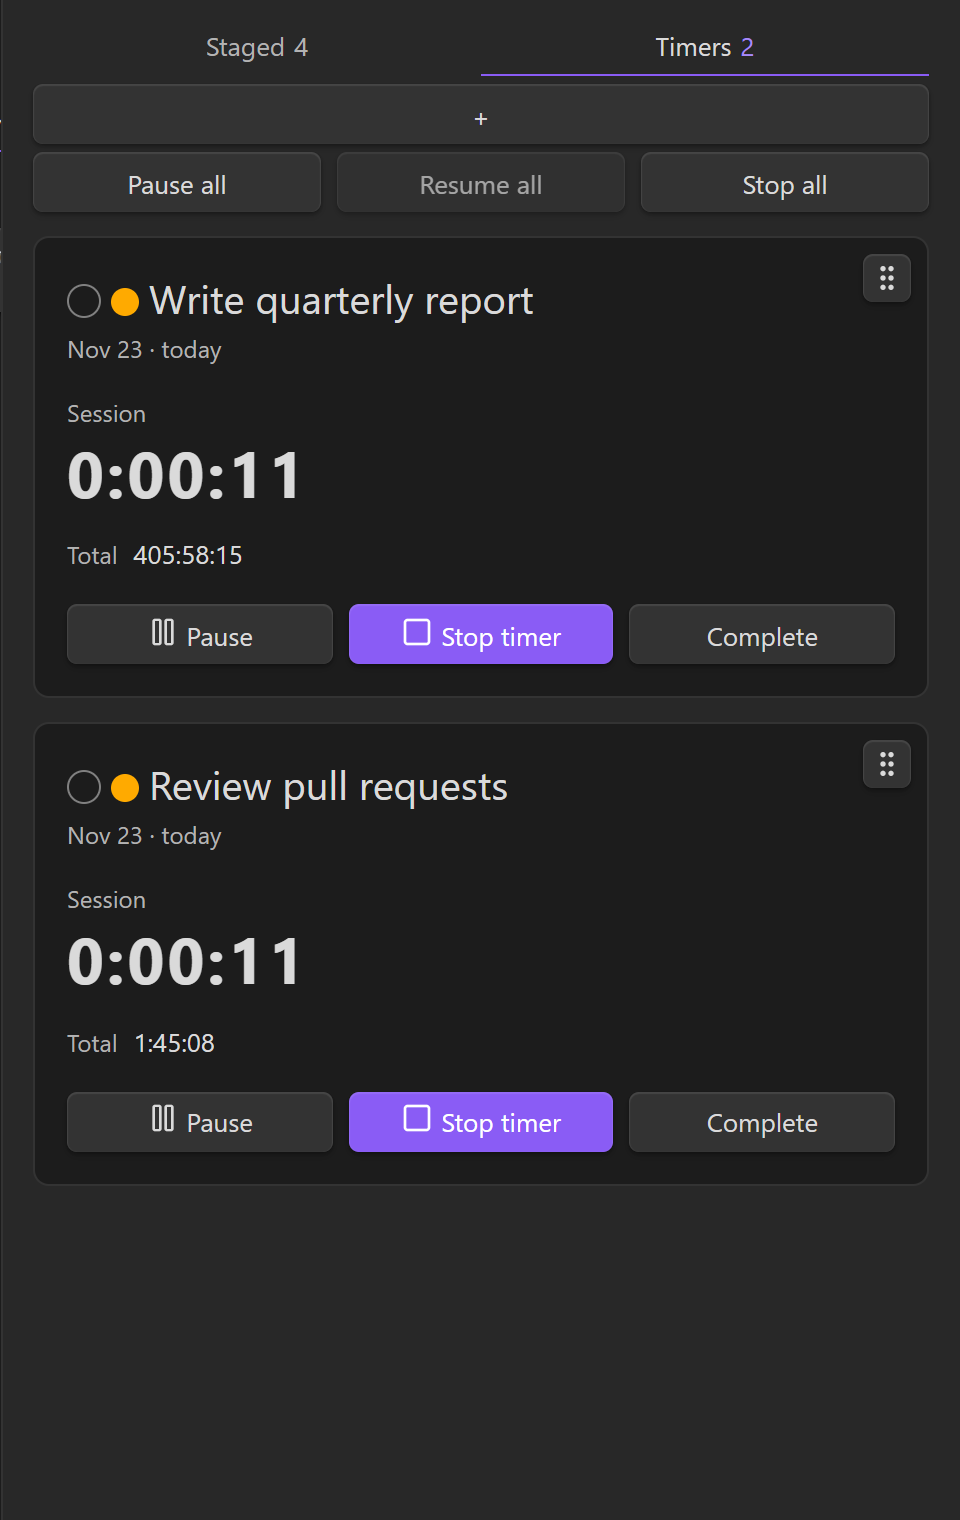 Staged 4
Timers 2
+
Pause all
Resume all
Stop all
Write quarterly report
Nov 23 · today
Session
0:00:11
Total 405:58:15
Pause
Stop timer
Complete
Review pull requests
Nov 23 · today
Session
0:00:11
Total 1:45:08
Pause
Stop timer
Complete